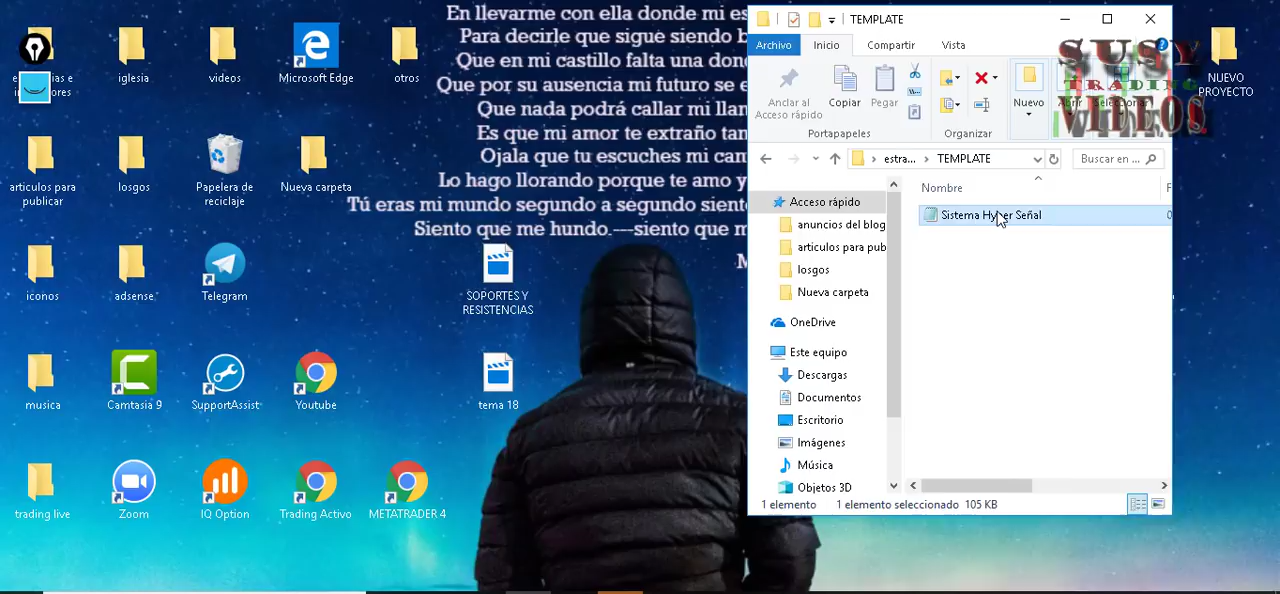 En llevarme con ella donde mi es
Para decirle que sigue siendo b
Que en mi castillo falta una don
Que por su ausencia mi futuro se e
Que nada podrá callar mi llan
Es que mi amor te extraño tan
Ojala que tu escuches mi can
Lo hago llorando porque te amo y
Tú eras mi mundo segundo a segundo siento
Siento que me hundo.---siento que m
M
iglesia
videos
Microsoft Edge
otros
articulos para
publicar
losgos
Papelera de
reciclaje
Nueva carpeta
iconos
adsense
Telegram
SOPORTES Y
RESISTENCIAS
musica
Camtasia 9
SupportAssist
Youtube
tema 18
trading live
Zoom
IQ Option
Trading Activo
METATRADER 4
NUEVO
PROYECTO
TEMPLATE
Archivo
Inicio
Compartir
Vista
Anclar al
Acceso rápido
Copiar
Pegar
Nuevo
Abrir
Seleccionar
Portapapeles
Organizar
SUSY
TRADING
VIDEOS
estra...
TEMPLATE
Buscar en ...
Nombre
F
Sistema Hyper Señal
0
Acceso rápido
anuncios del blog
articulos para pub
losgos
Nueva carpeta
OneDrive
Este equipo
Descargas
Documentos
Escritorio
Imágenes
Música
Objetos 3D
1 elemento
1 elemento seleccionado
105 KB